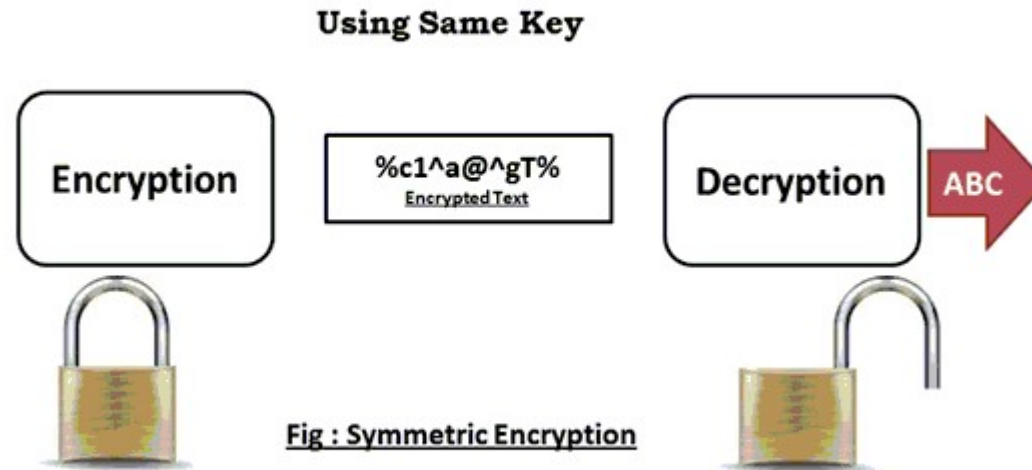 Using Same Key
Encryption
%c1^a@^gT%
Encrypted Text
Decryption
ABC
Fig : Symmetric Encryption